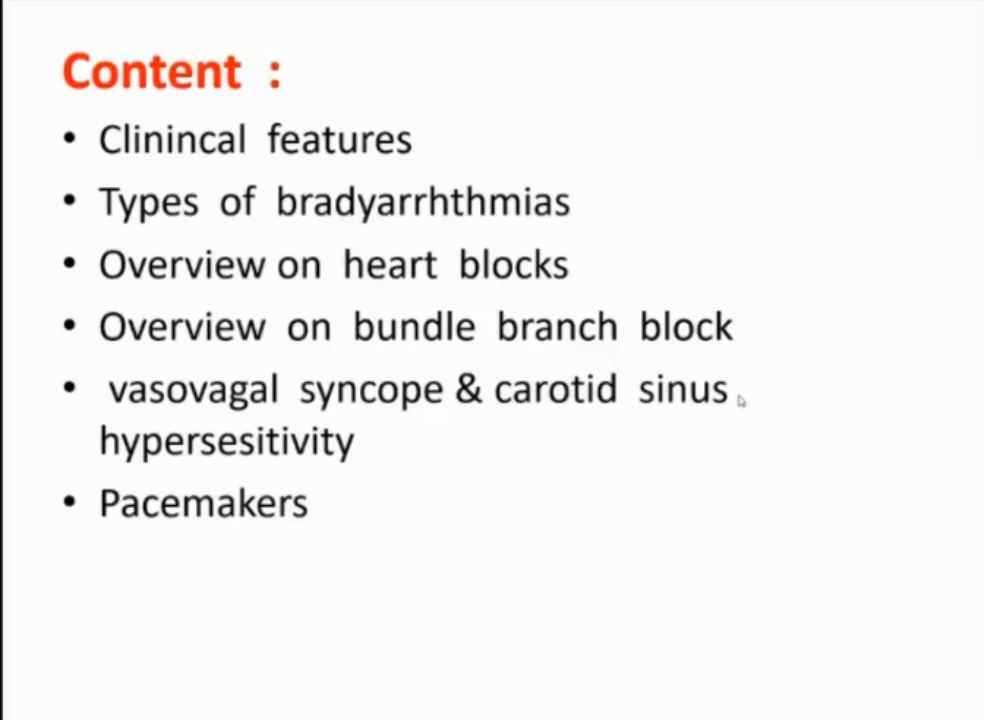 Content :
• Clinincal features
• Types of bradyarrhthmias
• Overview on heart blocks
• Overview on bundle branch block
• vasovagal syncope & carotid sinus
hypersesitivity
• Pacemakers